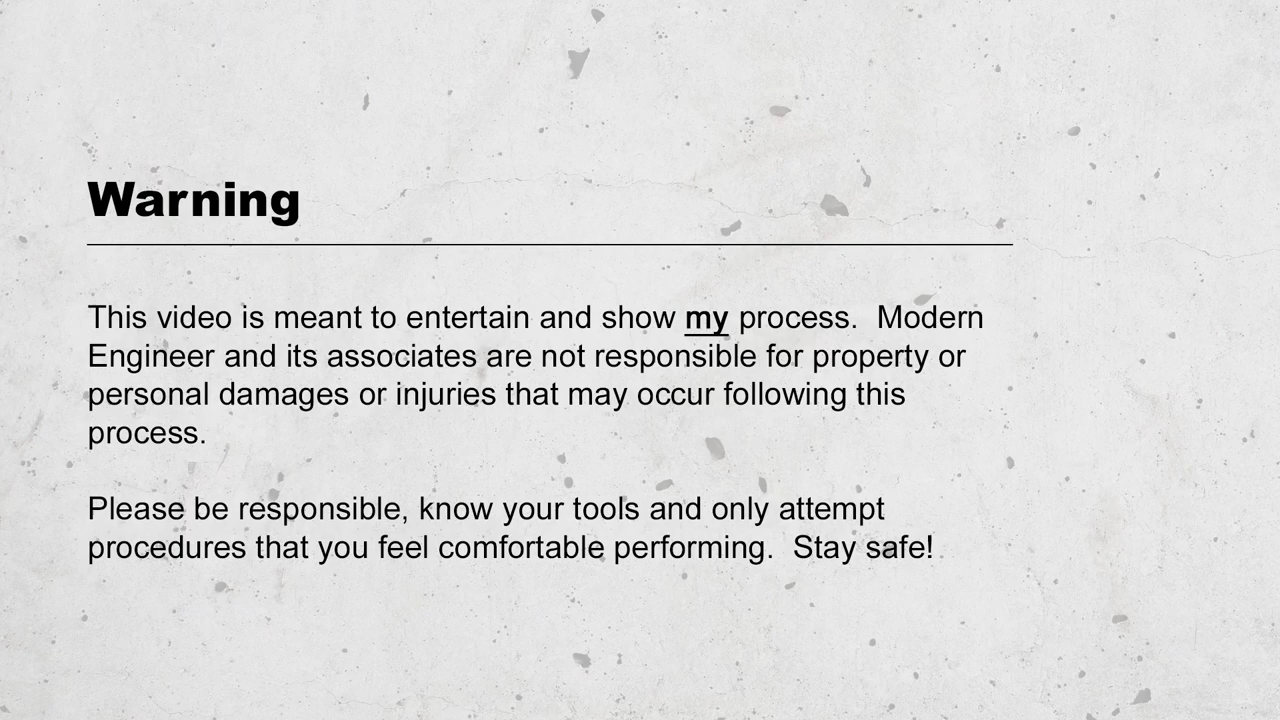 Warning
This video is meant to entertain and show my process.  Modern
Engineer and its associates are not responsible for property or
personal damages or injuries that may occur following this
process.
Please be responsible, know your tools and only attempt
procedures that you feel comfortable performing.  Stay safe!